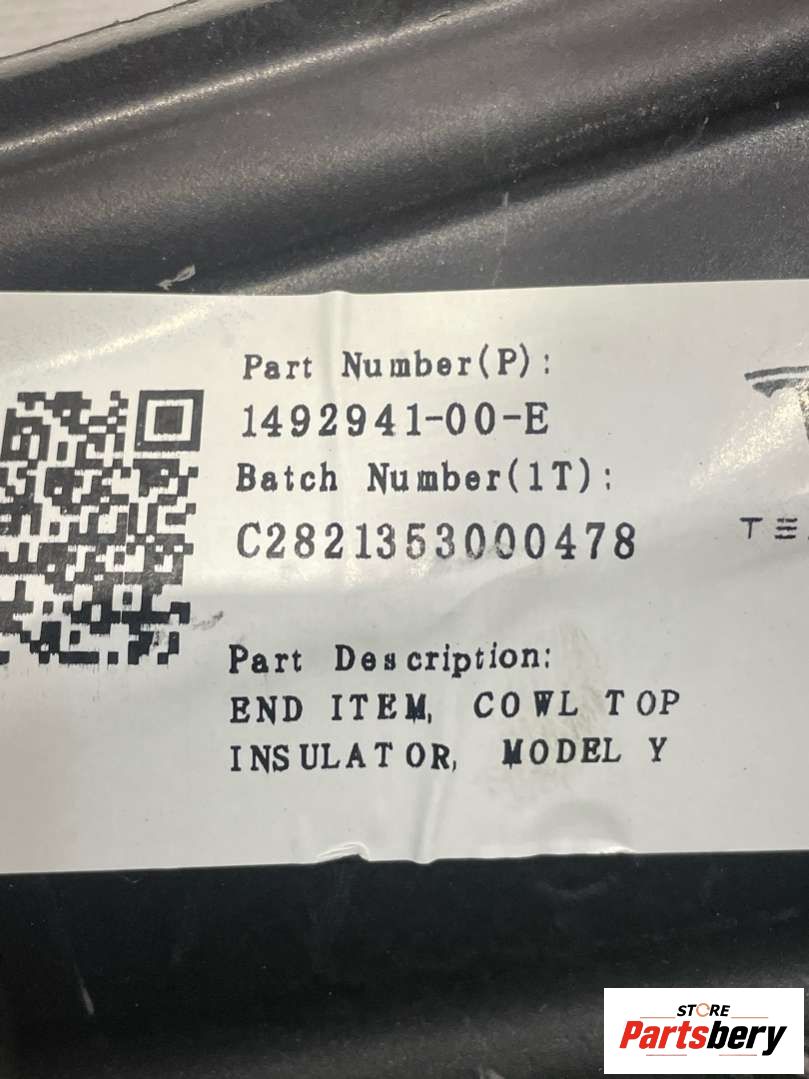 Part Number(P):
1492941-00-E
Batch Number(1T):
C2821353000478
Part Description:
END ITEM, COWL TOP
INSULATOR, MODEL Y
STORE
Partsbery